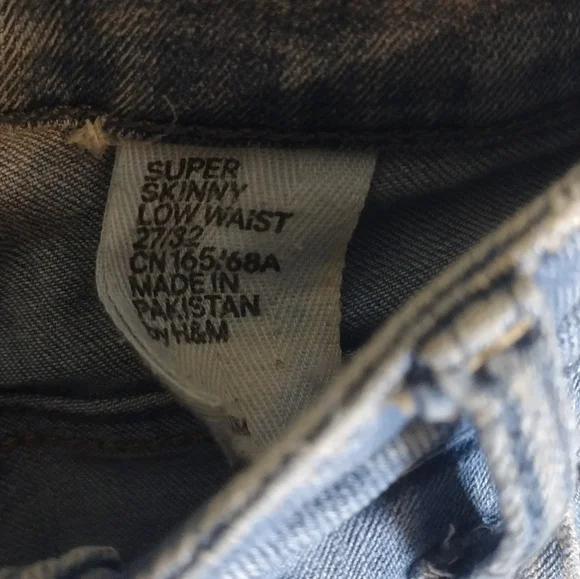 SUPER
SKINNY
LOW WAIST
27/32
CN 165/68A
MADE IN
PAKISTAN
by H&M